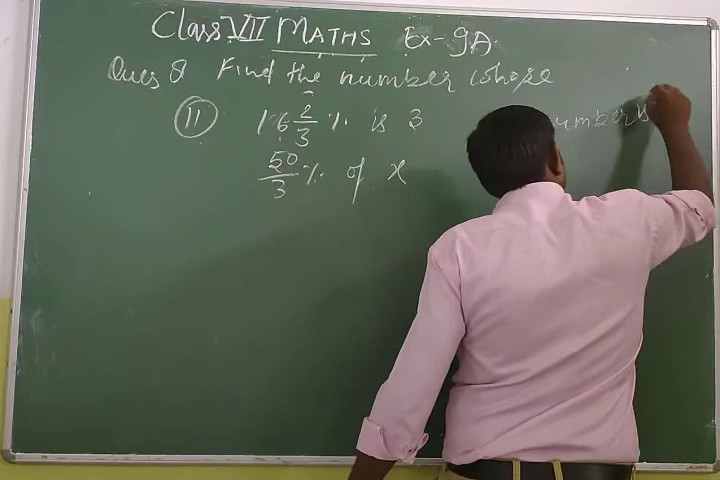 Class VII MATHS Ex-9A
Ques 8 Find the number whose
(11) 16 2/3 % is 3
50/3 % of x